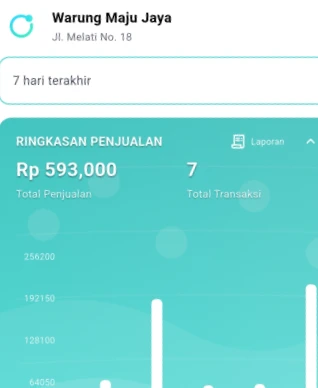 Warung Maju Jaya
Jl. Melati No. 18
7 hari terakhir
RINGKASAN PENJUALAN
Laporan
Rp 593,000
7
Total Penjualan
Total Transaksi
256200
192150
128100
64050